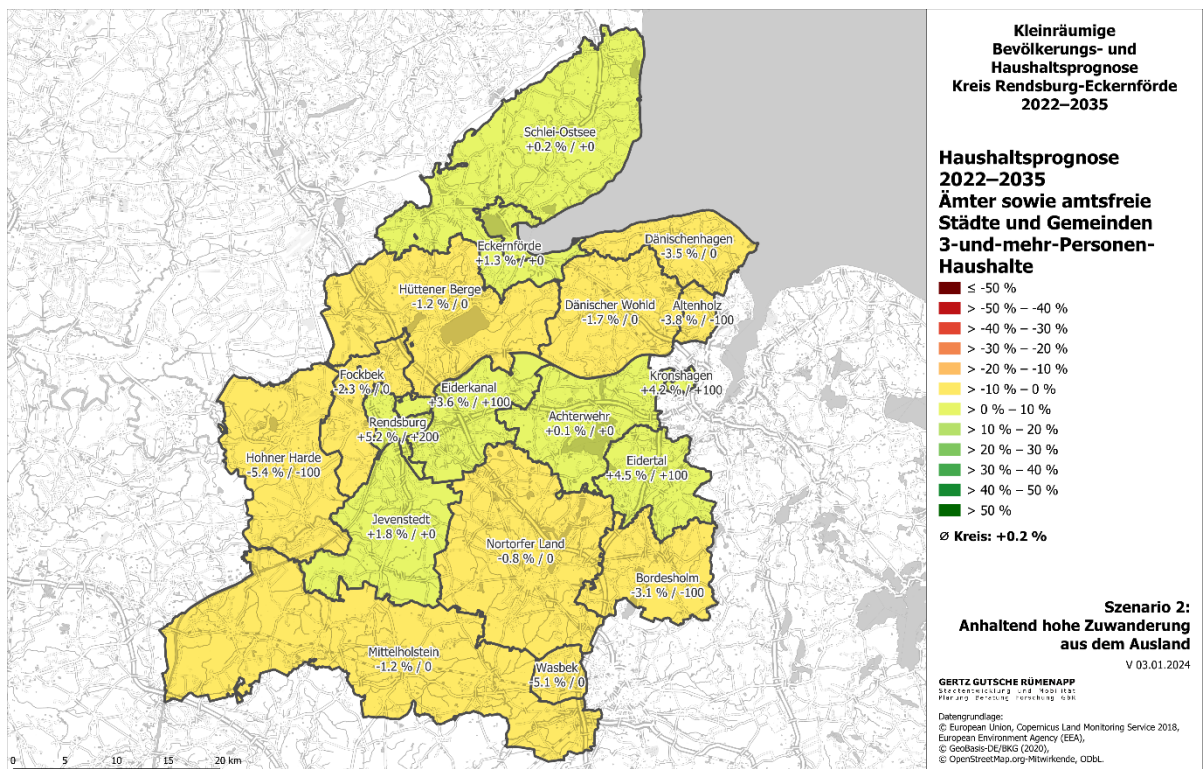 Schlei-Ostsee
+0.2 % / +0
Eckernförde
+1.3 % / +0
Dänischenhagen
-3.5 % / 0
Hüttener Berge
-1.2 % / 0
Dänischer Wohld
-1.7 % / 0
Altenholz
-3.8 % / -100
Fockbek
-2.3 % / 0
Eiderkanal
+3.6 % / +100
Kronshagen
+4.2 % / +100
Rendsburg
+5.2 % / +200
Achterwehr
+0.1 % / +0
Hohner Harde
-5.4 % / -100
Eidertal
+4.5 % / +100
Jevenstedt
+1.8 % / +0
Nortorfer Land
-0.8 % / 0
Bordesholm
-3.1 % / -100
Mittelholstein
-1.2 % / 0
Wasbek
-5.1 % / 0
0 5 10 15 20 km
Kleinräumige
Bevölkerungs- und
Haushaltsprognose
Kreis Rendsburg-Eckernförde
2022–2035
Haushaltsprognose
2022–2035
Ämter sowie amtsfreie
Städte und Gemeinden
3-und-mehr-Personen-
Haushalte
≤ -50 %
> -50 % – -40 %
> -40 % – -30 %
> -30 % – -20 %
> -20 % – -10 %
> -10 % – 0 %
> 0 % – 10 %
> 10 % – 20 %
> 20 % – 30 %
> 30 % – 40 %
> 40 % – 50 %
> 50 %
Ø Kreis: +0.2 %
Szenario 2:
Anhaltend hohe Zuwanderung
aus dem Ausland
V 03.01.2024
GERTZ GUTSCHE RÜMENAPP
Stadtentwicklung und Mobilität
Planung Beratung Forschung GbR
Datengrundlage:
© European Union, Copernicus Land Monitoring Service 2018,
European Environment Agency (EEA),
© GeoBasis-DE/BKG (2020),
© OpenStreetMap.org-Mitwirkende, ODbL.